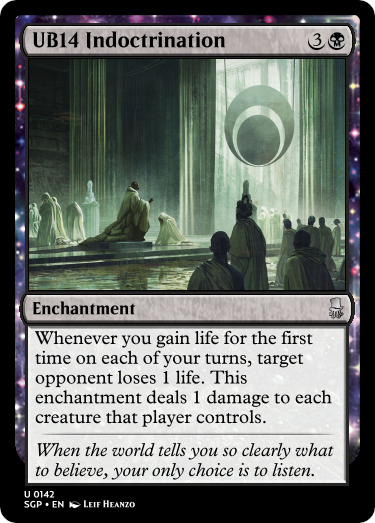 UB14 Indoctrination 3
Enchantment
Whenever you gain life for the first
time on each of your turns, target
opponent loses 1 life. This
enchantment deals 1 damage to each
creature that player controls.
When the world tells you so clearly what
to believe, your only choice is to listen.
U 0142
SGP • EN Leif Heanzo